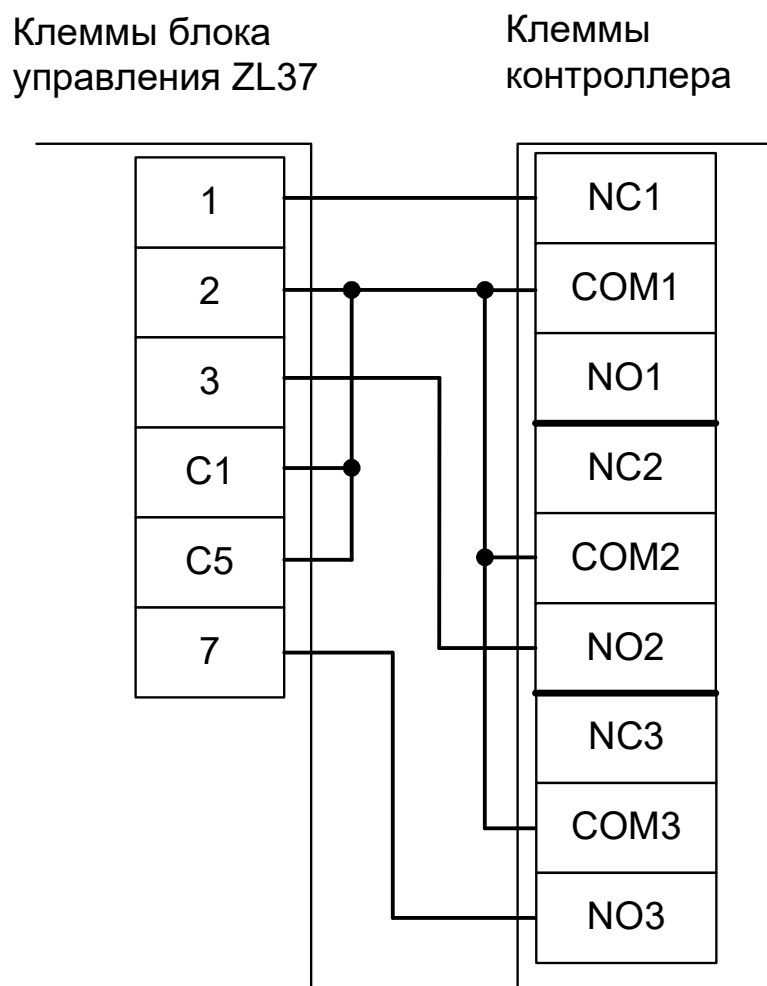 Клеммы блока
управления ZL37
Клеммы
контроллера
1
2
3
C1
C5
7
NC1
COM1
NO1
NC2
COM2
NO2
NC3
COM3
NO3